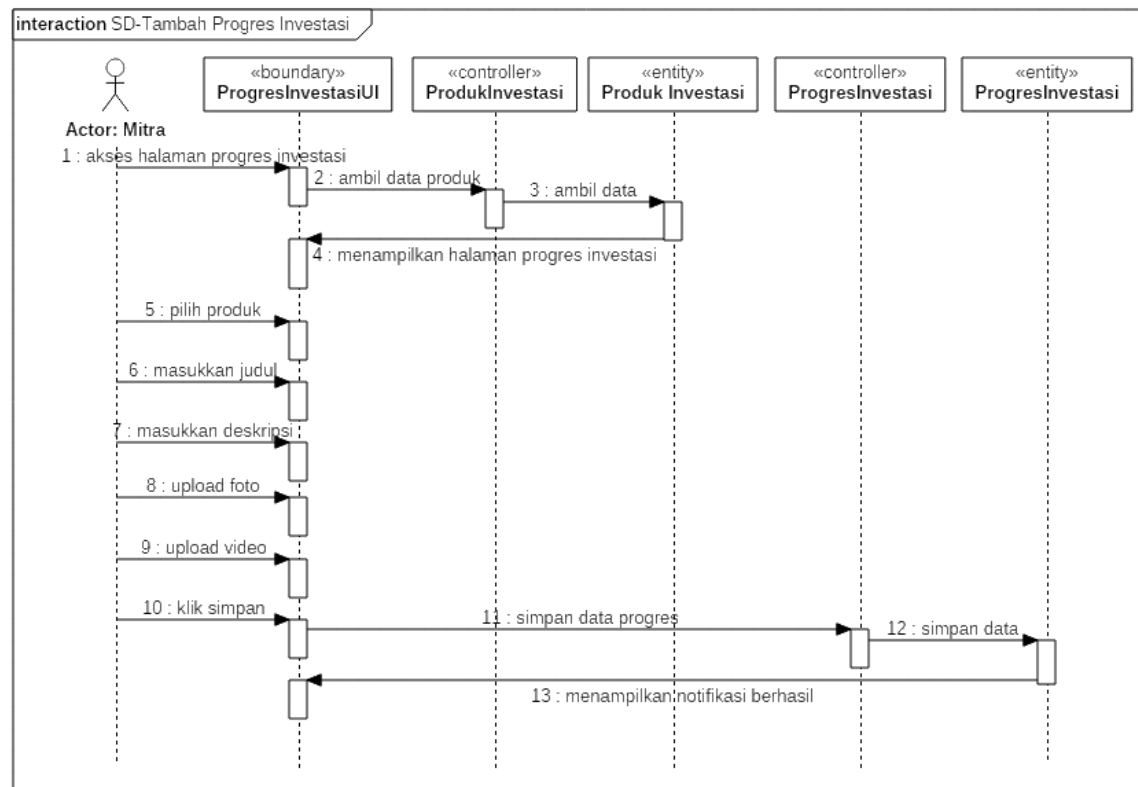 interaction SD-Tambah Progres Investasi
«boundary»
ProgresInvestasiUI
«controller»
ProdukInvestasi
«entity»
Produk Investasi
«controller»
ProgresInvestasi
«entity»
ProgresInvestasi
Actor: Mitra
1 : akses halaman progres investasi
2 : ambil data produk
3 : ambil data
4 : menampilkan halaman progres investasi
5 : pilih produk
6 : masukkan judul
7 : masukkan deskripsi
8 : upload foto
9 : upload video
10 : klik simpan
11 : simpan data progres
12 : simpan data
13 : menampilkan notifikasi berhasil